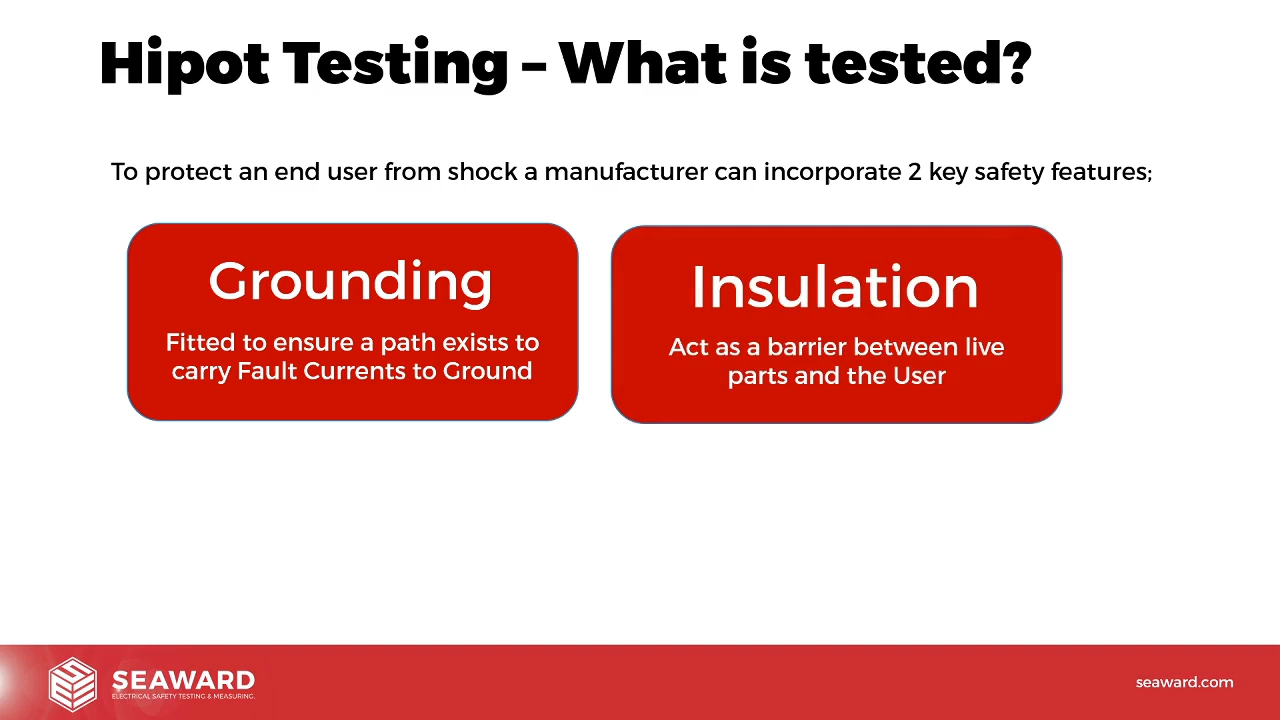 Hipot Testing – What is tested?
To protect an end user from shock a manufacturer can incorporate 2 key safety features;
Grounding
Fitted to ensure a path exists to
carry Fault Currents to Ground
Insulation
Act as a barrier between live
parts and the User
SEAWARD
ELECTRICAL SAFETY TESTING & MEASURING.
seaward.com